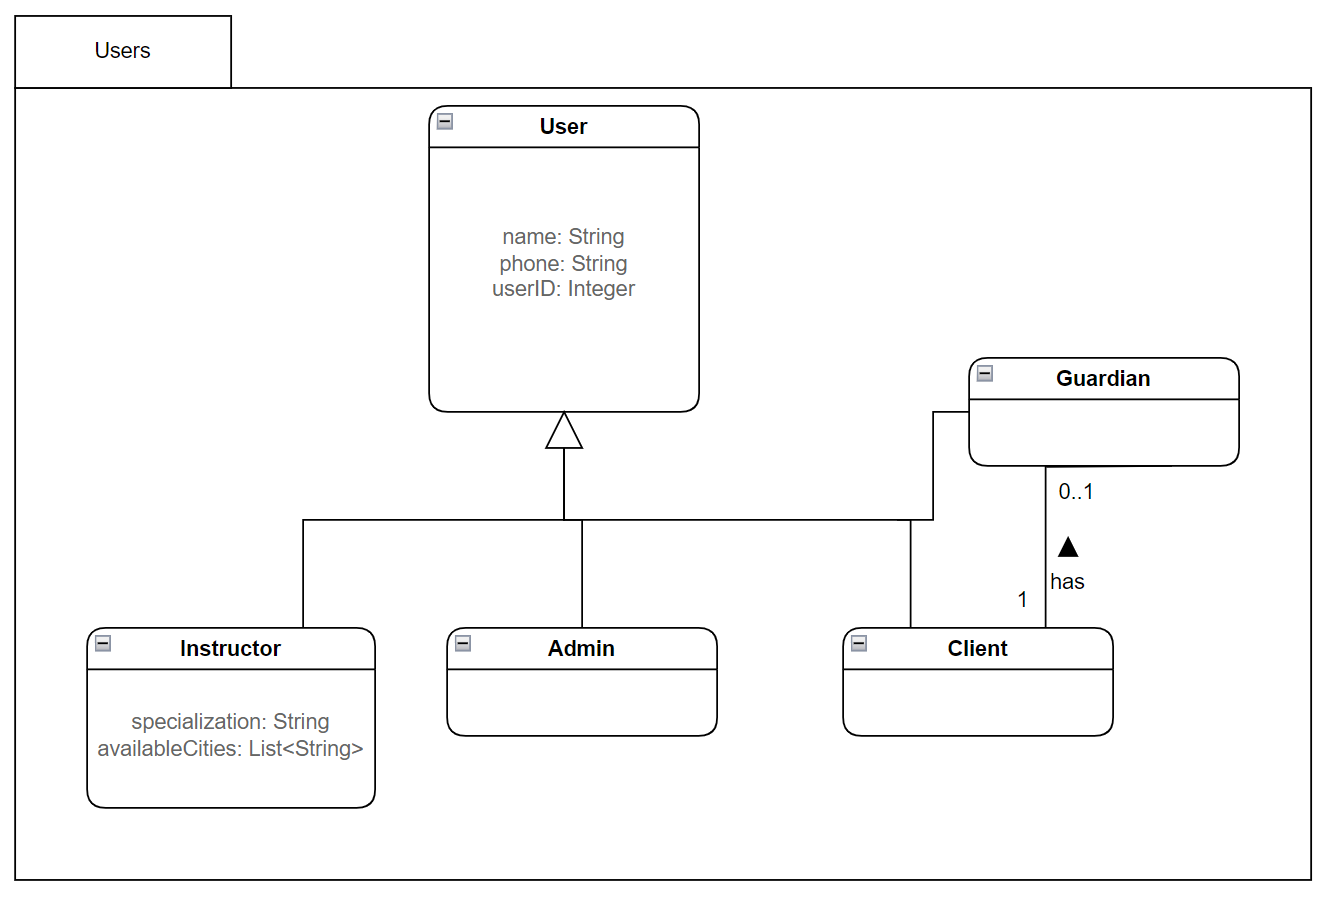 Users
User
name: String
phone: String
userID: Integer
Guardian
0..1
has
1
Instructor
specialization: String
availableCities: List<String>
Admin
Client